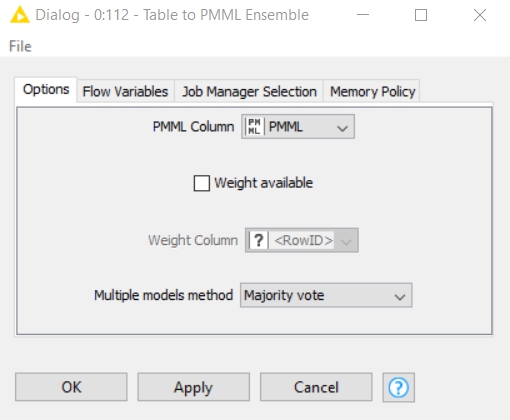 Dialog - 0:112 - Table to PMML Ensemble
File
Options Flow Variables Job Manager Selection Memory Policy
PMML Column PM ML PMML
Weight available
Weight Column ? <RowID>
Multiple models method Majority vote
OK Apply Cancel ?